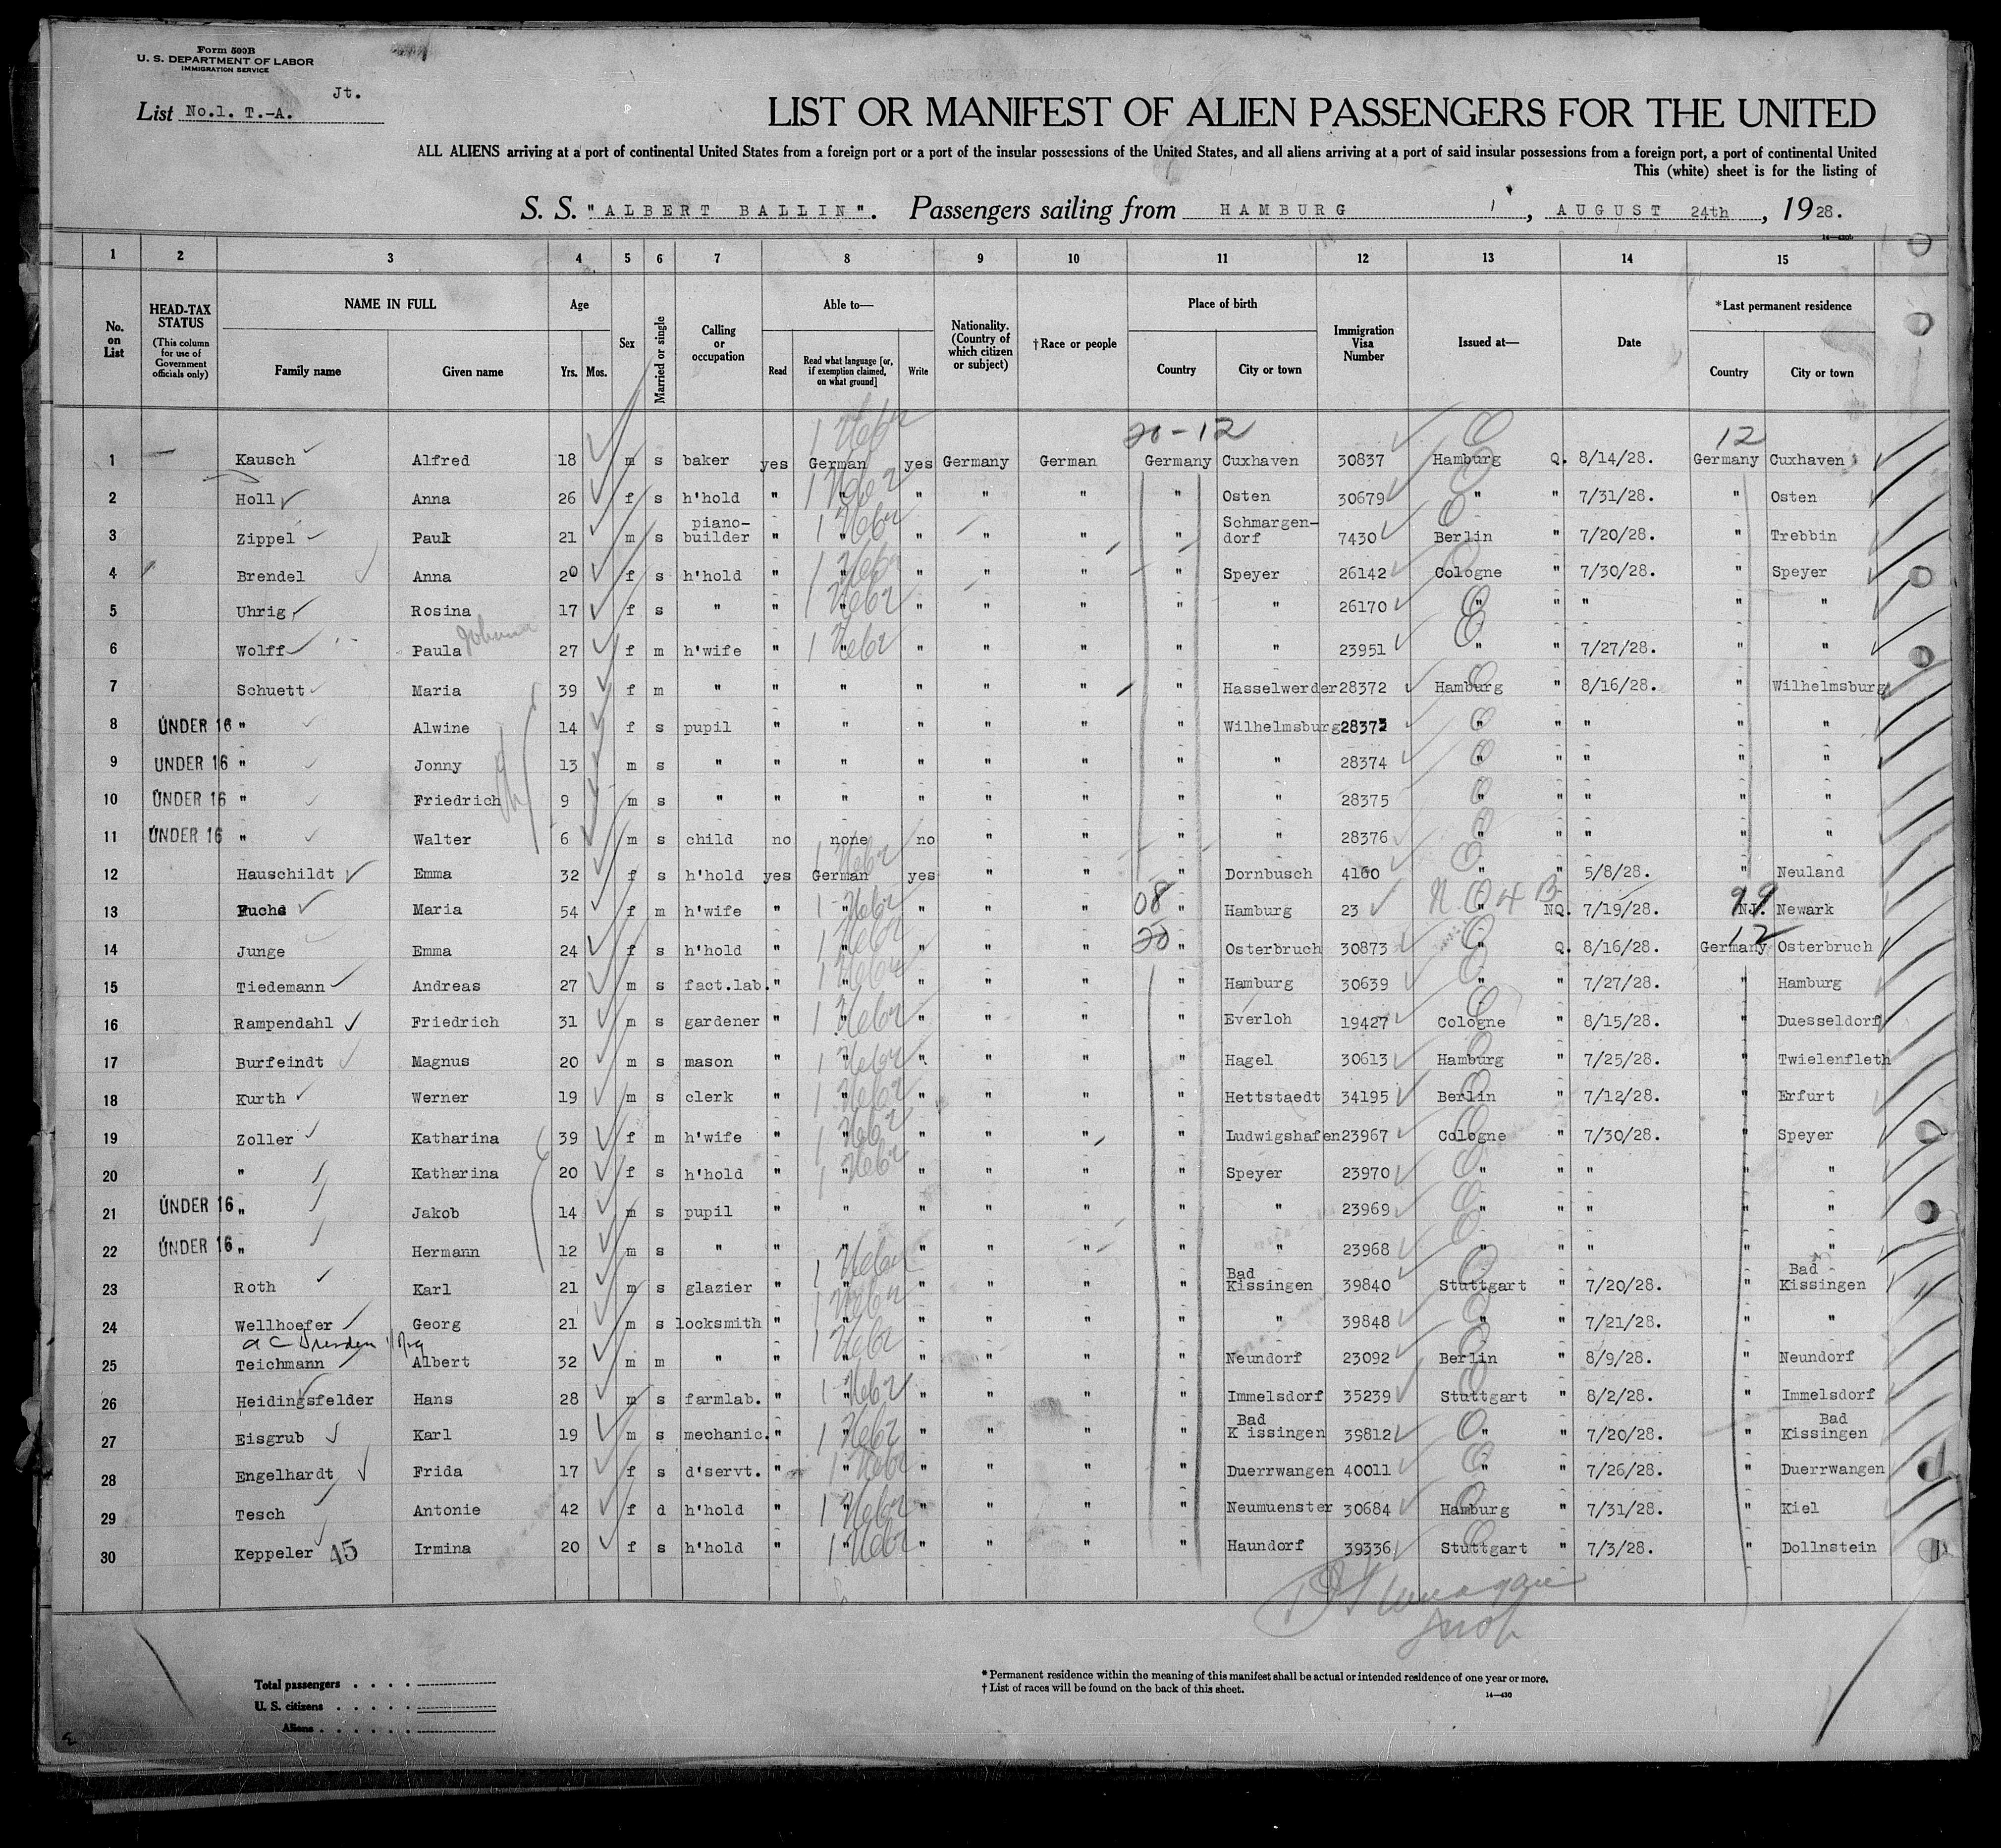 Form 500B
U. S. DEPARTMENT OF LABOR
IMMIGRATION SERVICE
Jt.
List No.1. T.-A.
LIST OR MANIFEST OF ALIEN PASSENGERS FOR THE UNITED
ALL ALIENS arriving at a port of continental United States from a foreign port or a port of the insular possessions of the United States, and all aliens arriving at a port of said insular possessions from a foreign port, a port of continental United
This (white) sheet is for the listing of
S. S. "ALBERT BALLIN". Passengers sailing from HAMBURG, AUGUST 24th, 1928.
1 2 3 4 5 6 7 8 9 10 11 12 13 14 15
No. on List
HEAD-TAX STATUS (This column for use of Government officials only)
NAME IN FULL Family name Given name
Age Yrs. Mos.
Sex
Married or single
Calling or occupation
Able to— Read Read what language [or, if exemption claimed, on what ground] Write
Nationality. (Country of which citizen or subject)
†Race or people
Place of birth Country City or town
Immigration Visa Number
Issued at—
Date
*Last permanent residence Country City or town
20-12 12
1 Kausch Alfred 18 m s baker yes German yes Germany German Germany Cuxhaven 30837 Hamburg Q. 8/14/28. Germany Cuxhaven
2 Holl Anna 26 f s h'hold " " " " " " Osten 30679 " " 7/31/28. " Osten
3 Zippel Paul 21 m s piano-builder " " " " " " Schmargendorf 7430 Berlin " 7/20/28. " Trebbin
4 Brendel Anna 20 f s h'hold " " " " " " Speyer 26142 Cologne " 7/30/28. " Speyer
5 Uhrig Rosina 17 f s " " " " " " " " 26170 " " " " "
6 Wolff Paula 27 f m h'wife " " " " " " " 23951 " " 7/27/28. " "
7 Schuett Maria 39 f m " " " " " " " Hasselwerder 28372 Hamburg " 8/16/28. " Wilhelmsburg
8 UNDER 16 " Alwine 14 f s pupil " " " " " " Wilhelmsburg 28373 " " " " "
9 UNDER 16 " Jonny 13 m s " " " " " " " " 28374 " " " " "
10 UNDER 16 " Friedrich 9 m s " " " " " " " " 28375 " " " " "
11 UNDER 16 " Walter 6 m s child no none no " " " " 28376 " " " " "
12 Hauschildt Emma 32 f s h'hold yes German yes " " " Dornbusch 4160 " " 5/8/28. " Neuland
13 Fuchs Maria 54 f m h'wife " " " " " 08 " Hamburg 23 " NQ. 7/19/28. 99 NJ. Newark
14 Junge Emma 24 f s h'hold " " " " " 20 " Osterbruch 30873 " Q. 8/16/28. 12 Germany Osterbruch
15 Tiedemann Andreas 27 m s fact.lab. " " " " " " Hamburg 30639 " " 7/27/28. " Hamburg
16 Rampendahl Friedrich 31 m s gardener " " " " " " Everloh 19427 Cologne " 8/15/28. " Duesseldorf
17 Burfeindt Magnus 20 m s mason " " " " " " Hagel 30613 Hamburg " 7/25/28. " Twielenfleth
18 Kurth Werner 19 m s clerk " " " " " " Hettstaedt 34195 Berlin " 7/12/28. " Erfurt
19 Zoller Katharina 39 f m h'wife " " " " " " Ludwigshafen 23967 Cologne " 7/30/28. " Speyer
20 " Katharina 20 f s h'hold " " " " " " Speyer 23970 " " " " "
21 UNDER 16 " Jakob 14 m s pupil " " " " " " " 23969 " " " " "
22 UNDER 16 " Hermann 12 m s " " " " " " " " 23968 " " " " "
23 Roth Karl 21 m s glazier " " " " " " Bad Kissingen 39840 Stuttgart " 7/20/28. " Bad Kissingen
24 Wellhoefer Georg 21 m s locksmith " " " " " " " 39848 " " 7/21/28. " "
25 Teichmann Albert 32 m m " " " " " " " Neundorf 23092 Berlin " 8/9/28. " Neundorf
26 Heidingsfelder Hans 28 m s farmlab. " " " " " " Immelsdorf 35239 Stuttgart " 8/2/28. " Immelsdorf
27 Eisgrub Karl 19 m s mechanic. " " " " " " Bad K issingen 39812 " " 7/20/28. " Bad Kissingen
28 Engelhardt Frida 17 f s d'servt. " " " " " " Duerrwangen 40011 " " 7/26/28. " Duerrwangen
29 Tesch Antonie 42 f d h'hold " " " " " " Neumuenster 30684 Hamburg " 7/31/28. " Kiel
30 Keppeler 45 Irmina 20 f s h'hold " " " " " " Haundorf 39336 Stuttgart " 7/3/28. " Dollnstein
Total passengers
U. S. citizens
Aliens
* Permanent residence within the meaning of this manifest shall be actual or intended residence of one year or more.
† List of races will be found on the back of this sheet.
14—430